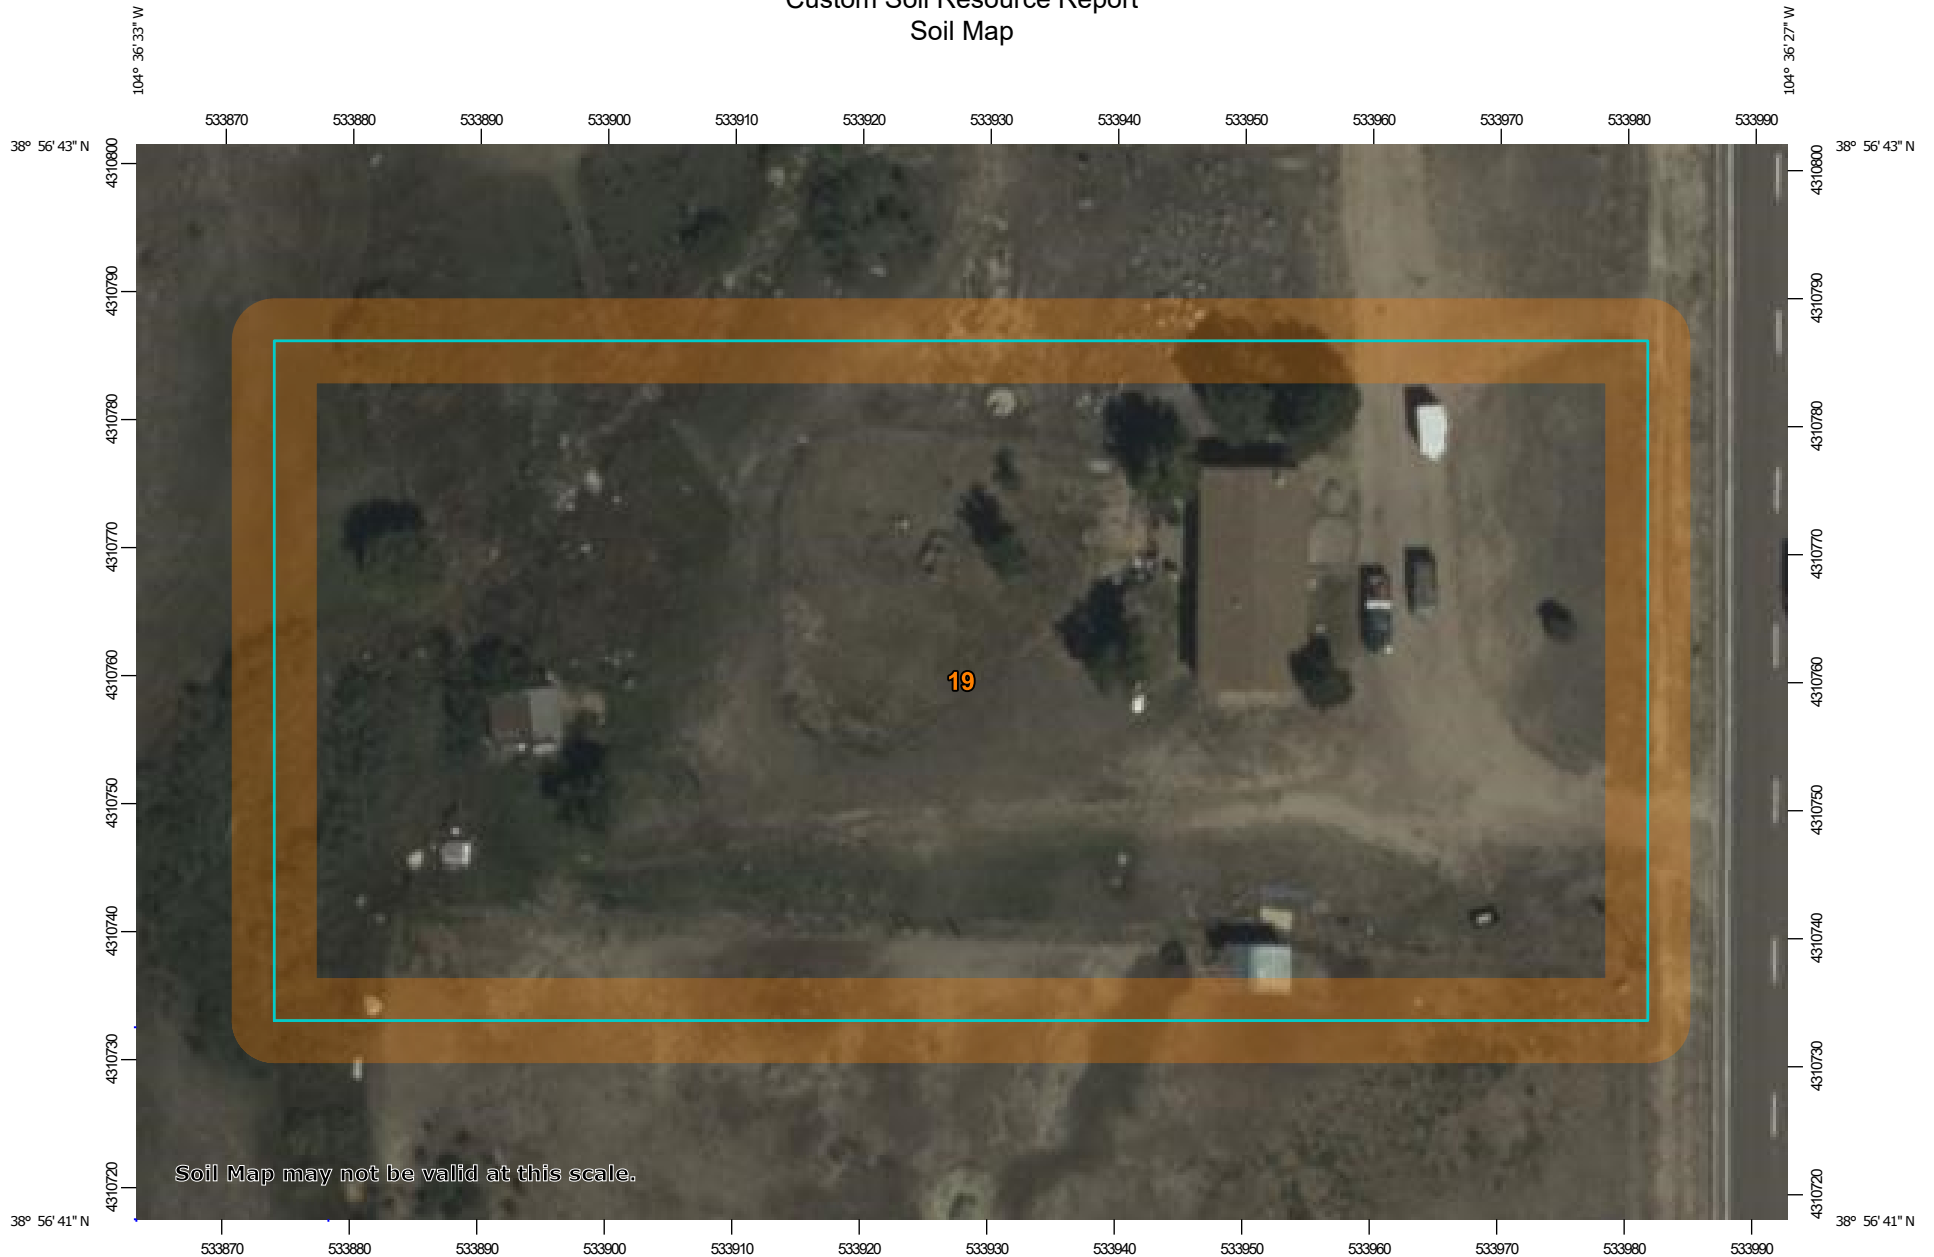 Custom Soil Resource Report
Soil Map
104° 36' 33'' W
104° 36' 27'' W
533870 533880 533890 533900 533910 533920 533930 533940 533950 533960 533970 533980 533990
38° 56' 43'' N
38° 56' 43'' N
4310800
4310800
4310790
4310790
4310780
4310780
4310770
4310770
4310760
4310760
19
4310750
4310750
4310740
4310740
4310730
4310730
Soil Map may not be valid at this scale.
4310720
4310720
38° 56' 41'' N
38° 56' 41'' N
533870 533880 533890 533900 533910 533920 533930 533940 533950 533960 533970 533980 533990